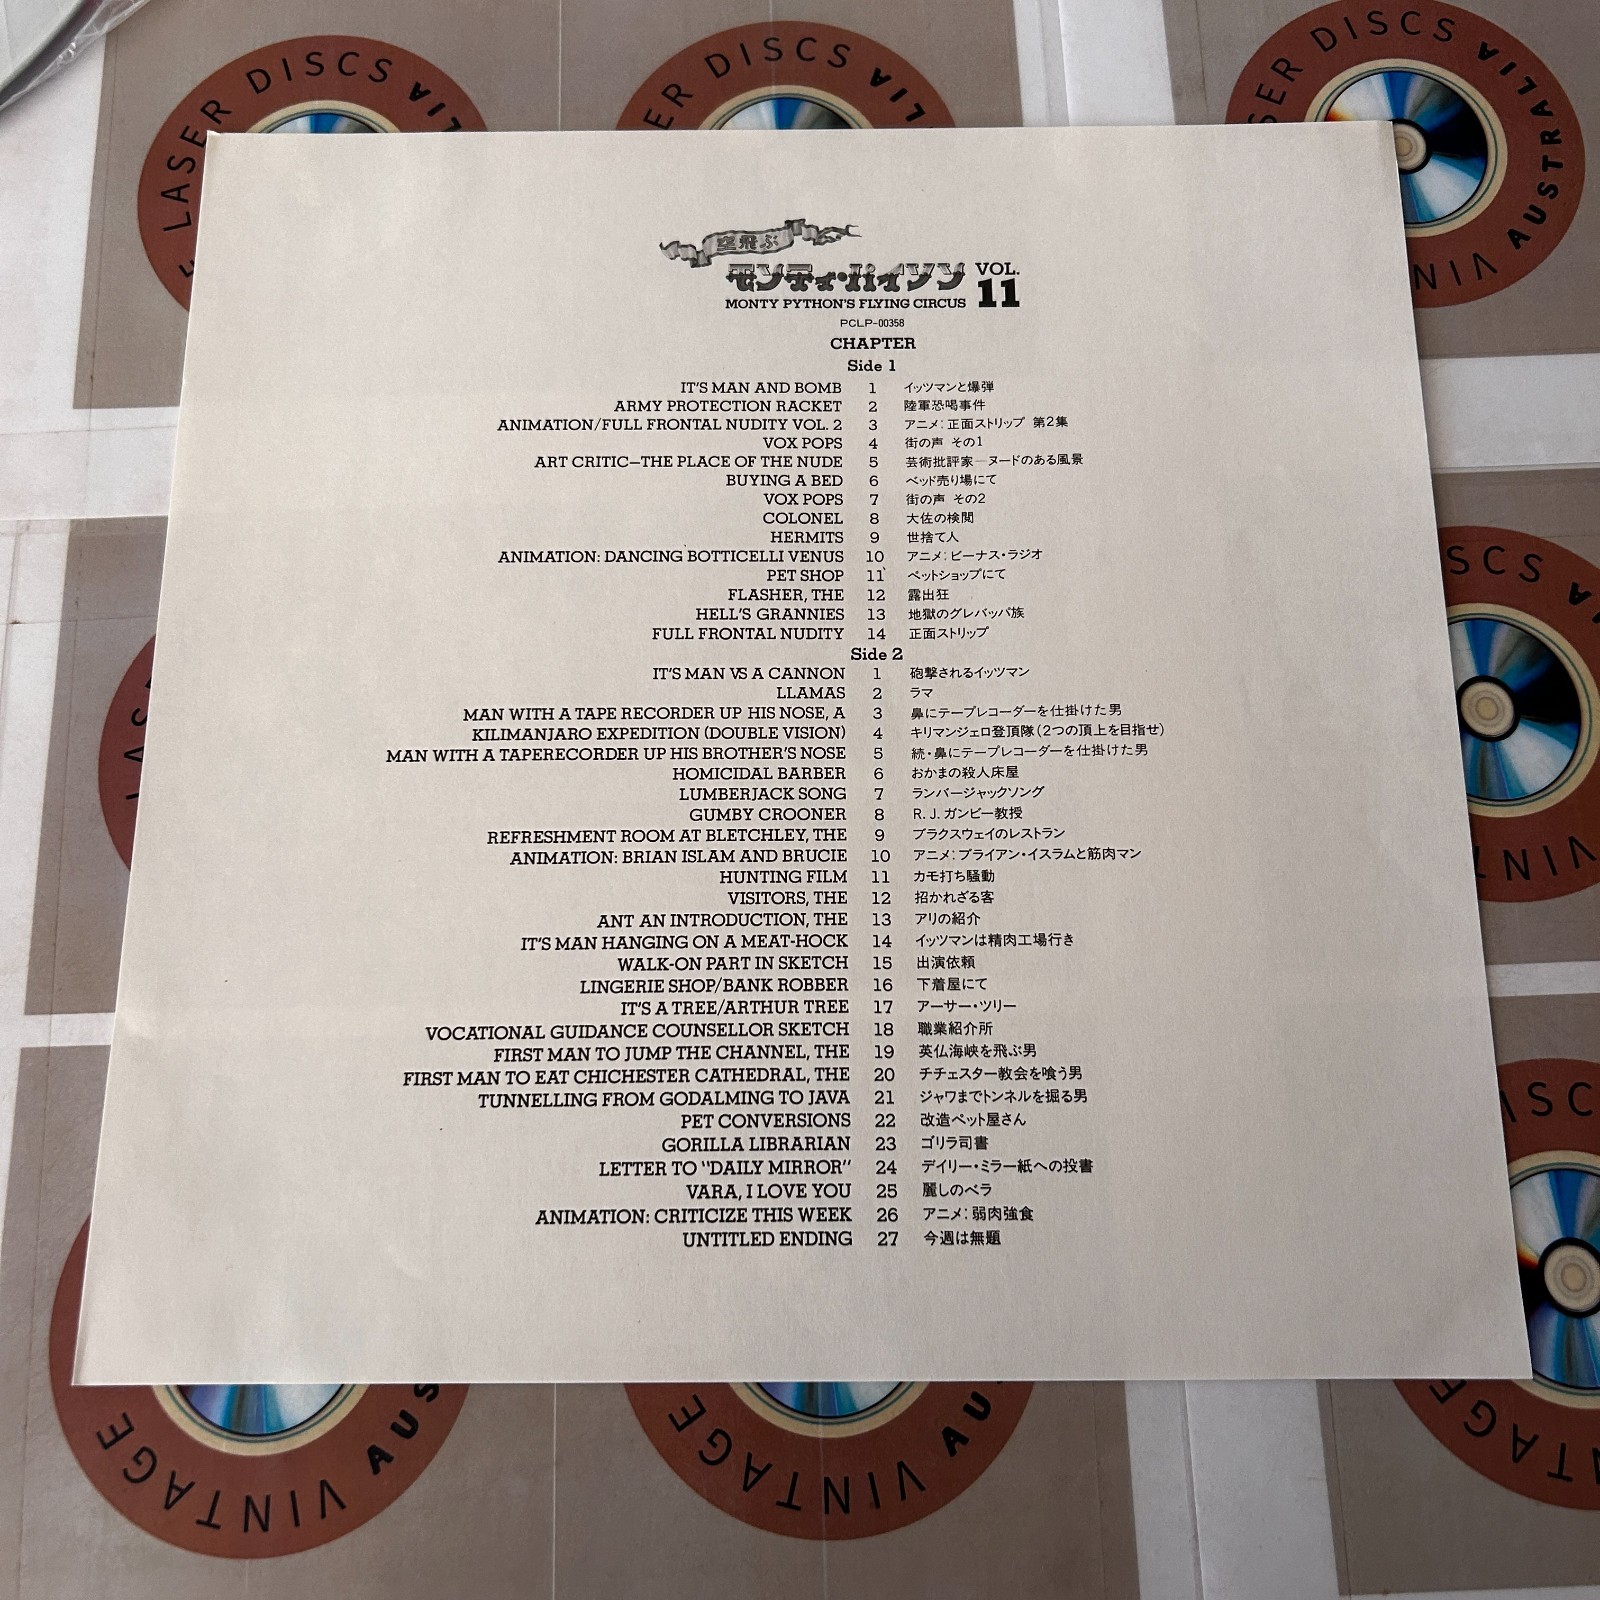 空飛ぶ
モンティ・パイソン VOL. 11
MONTY PYTHON'S FLYING CIRCUS
PCLP-00358
CHAPTER
Side 1
IT'S MAN AND BOMB 1 イッツマンと爆弾
ARMY PROTECTION RACKET 2 陸軍恐喝事件
ANIMATION/FULL FRONTAL NUDITY VOL. 2 3 アニメ:正面ストリップ 第2集
VOX POPS 4 街の声 その1
ART CRITIC—THE PLACE OF THE NUDE 5 芸術批評家—ヌードのある風景
BUYING A BED 6 ベッド売り場にて
VOX POPS 7 街の声 その2
COLONEL 8 大佐の検閲
HERMITS 9 世捨て人
ANIMATION: DANCING BOTTICELLI VENUS 10 アニメ:ビーナス・ラジオ
PET SHOP 11 ペットショップにて
FLASHER, THE 12 露出狂
HELL'S GRANNIES 13 地獄のグレバッパ族
FULL FRONTAL NUDITY 14 正面ストリップ
Side 2
IT'S MAN VS A CANNON 1 砲撃されるイッツマン
LLAMAS 2 ラマ
MAN WITH A TAPE RECORDER UP HIS NOSE, A 3 鼻にテープレコーダーを仕掛けた男
KILIMANJARO EXPEDITION (DOUBLE VISION) 4 キリマンジェロ登頂隊(2つの頂上を目指せ)
MAN WITH A TAPERECORDER UP HIS BROTHER'S NOSE 5 続・鼻にテープレコーダーを仕掛けた男
HOMICIDAL BARBER 6 おかまの殺人床屋
LUMBERJACK SONG 7 ランバージャックソング
GUMBY CROONER 8 R.J.ガンビー教授
REFRESHMENT ROOM AT BLETCHLEY, THE 9 ブラクスウェイのレストラン
ANIMATION: BRIAN ISLAM AND BRUCIE 10 アニメ:ブライアン・イスラムと筋肉マン
HUNTING FILM 11 カモ打ち騒動
VISITORS, THE 12 招かれざる客
ANT AN INTRODUCTION, THE 13 アリの紹介
IT'S MAN HANGING ON A MEAT-HOCK 14 イッツマンは精肉工場行き
WALK-ON PART IN SKETCH 15 出演依頼
LINGERIE SHOP/BANK ROBBER 16 下着屋にて
IT'S A TREE/ARTHUR TREE 17 アーサー・ツリー
VOCATIONAL GUIDANCE COUNSELLOR SKETCH 18 職業紹介所
FIRST MAN TO JUMP THE CHANNEL, THE 19 英仏海峡を飛ぶ男
FIRST MAN TO EAT CHICHESTER CATHEDRAL, THE 20 チチェスター教会を喰う男
TUNNELLING FROM GODALMING TO JAVA 21 ジャワまでトンネルを掘る男
PET CONVERSIONS 22 改造ペット屋さん
GORILLA LIBRARIAN 23 ゴリラ司書
LETTER TO "DAILY MIRROR" 24 デイリー・ミラー紙への投書
VARA, I LOVE YOU 25 麗しのベラ
ANIMATION: CRITICIZE THIS WEEK 26 アニメ:弱肉強食
UNTITLED ENDING 27 今週は無題
LASER DISCS
LASER DISCS AUSTRALIA
VINTAGE
VINTAGE